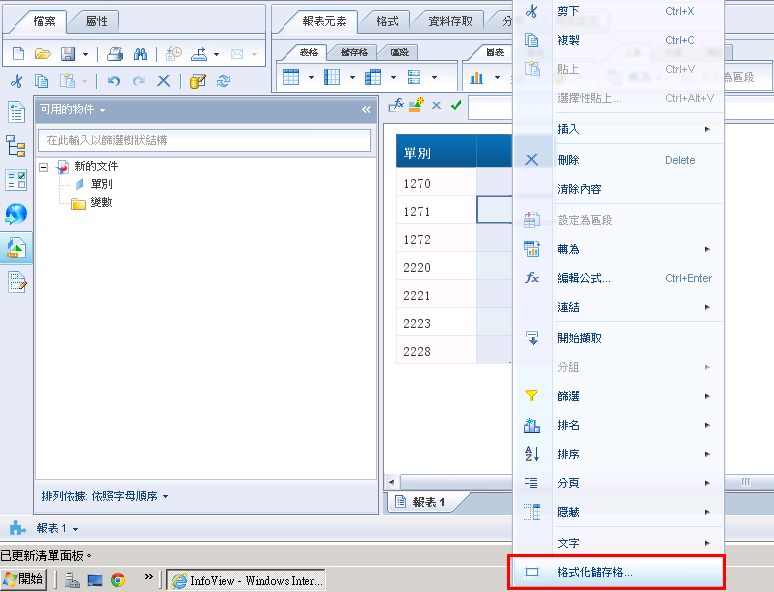 檔案
屬性
報表元素
格式
資料存取
表格
儲存格
區段
圖表
為區段
可用的物件
在此輸入以篩選樹狀結構
新的文件
單別
變數
排列依據: 依照字母順序
報表 1
已更新清單面板。
開始
InfoView - Windows Inter...
單別
1270
1271
1272
2220
2221
2223
2228
報表 1
剪下 Ctrl+X
複製 Ctrl+C
貼上 Ctrl+V
選擇性貼上... Ctrl+Alt+V
插入
刪除 Delete
清除內容
設定為區段
轉為
編輯公式... Ctrl+Enter
連結
開始擷取
分組
篩選
排名
排序
分頁
隱藏
文字
格式化儲存格...